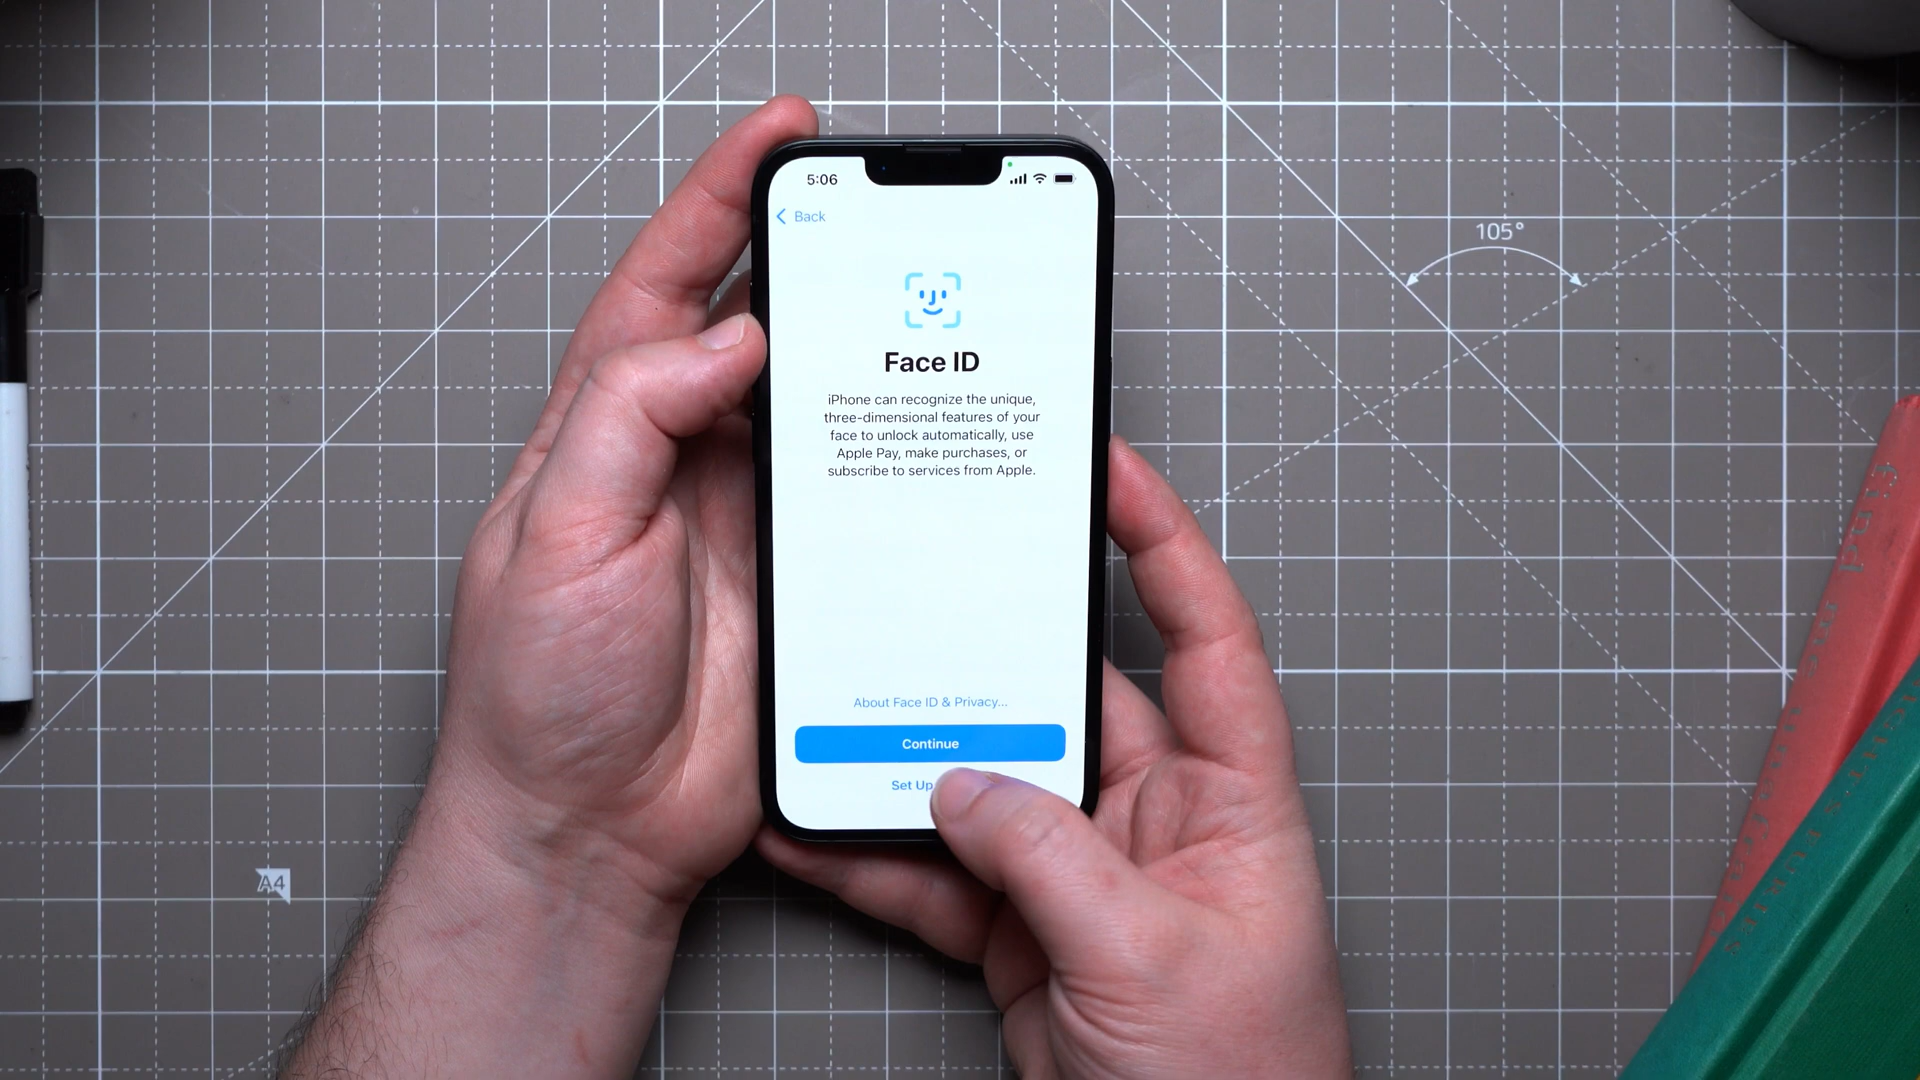 5:06
Back
Face ID
iPhone can recognize the unique,
three-dimensional features of your
face to unlock automatically, use
Apple Pay, make purchases, or
subscribe to services from Apple.
About Face ID & Privacy...
Continue
Set Up
105°
A4
find me